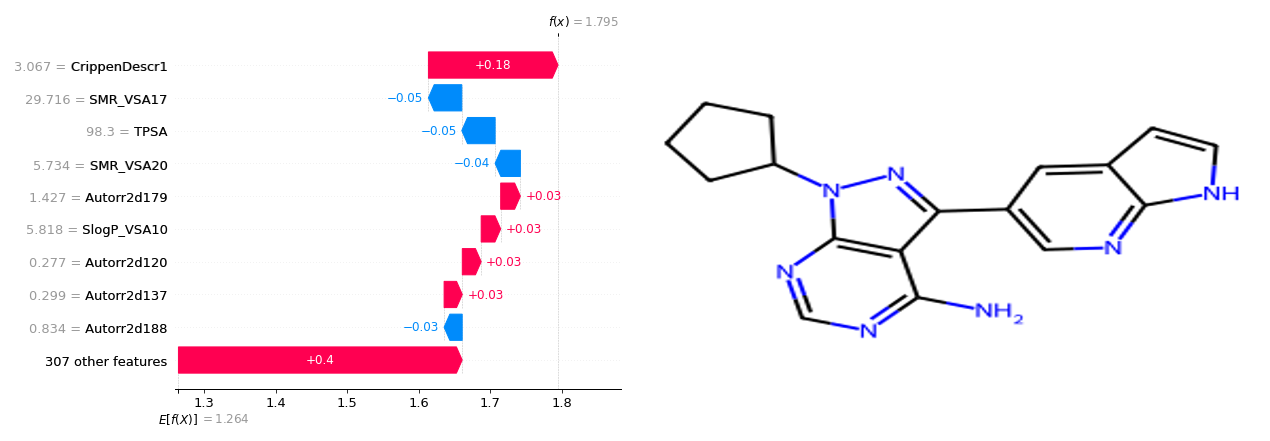 f(x) = 1.795
3.067 = CrippenDescr1
+0.18
29.716 = SMR_VSA17
−0.05
98.3 = TPSA
−0.05
5.734 = SMR_VSA20
−0.04
1.427 = Autorr2d179
+0.03
5.818 = SlogP_VSA10
+0.03
0.277 = Autorr2d120
+0.03
0.299 = Autorr2d137
+0.03
0.834 = Autorr2d188
−0.03
307 other features
+0.4
1.3 1.4 1.5 1.6 1.7 1.8
E[f(X)] = 1.264
N
N
NH
N
N
N
NH2